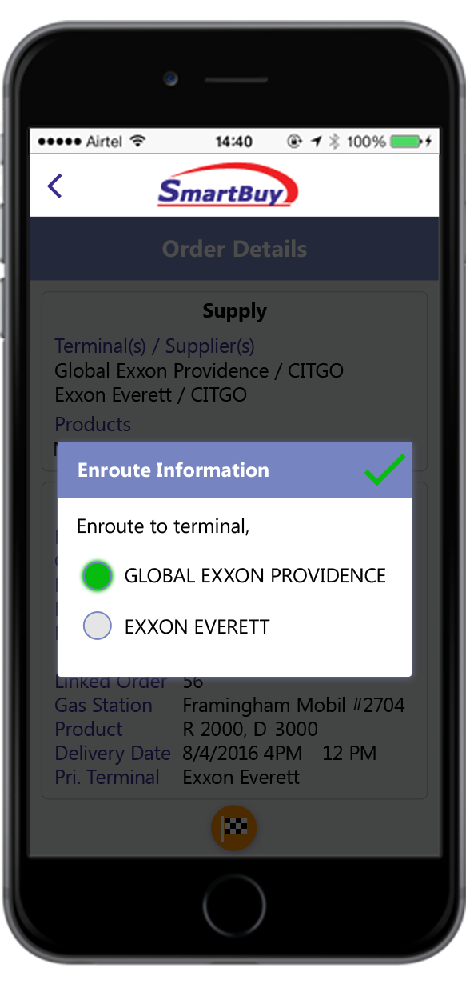 Airtel 14:40 100%
SmartBuy
Order Details
Supply
Terminal(s) / Supplier(s)
Global Exxon Providence / CITGO
Exxon Everett / CITGO
Products
Enroute Information
Enroute to terminal,
GLOBAL EXXON PROVIDENCE
EXXON EVERETT
Linked Order 56
Gas Station Framingham Mobil #2704
Product R-2000, D-3000
Delivery Date 8/4/2016 4PM - 12 PM
Pri. Terminal Exxon Everett